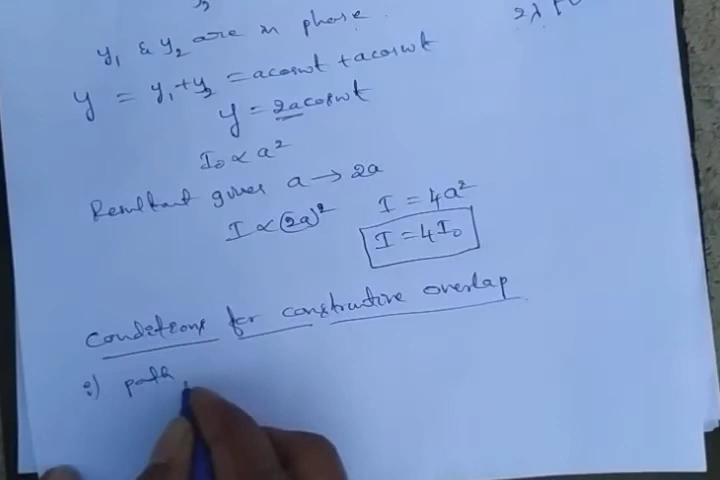 y₁ & y₂ are in phase
y = y₁+y₂ = acosωt + acosωt
y = 2acosωt
I₀ ∝ a²
Resultant gives a → 2a
I ∝ (2a)² I = 4a²
I = 4I₀
Conditions for constructive overlap
i) path